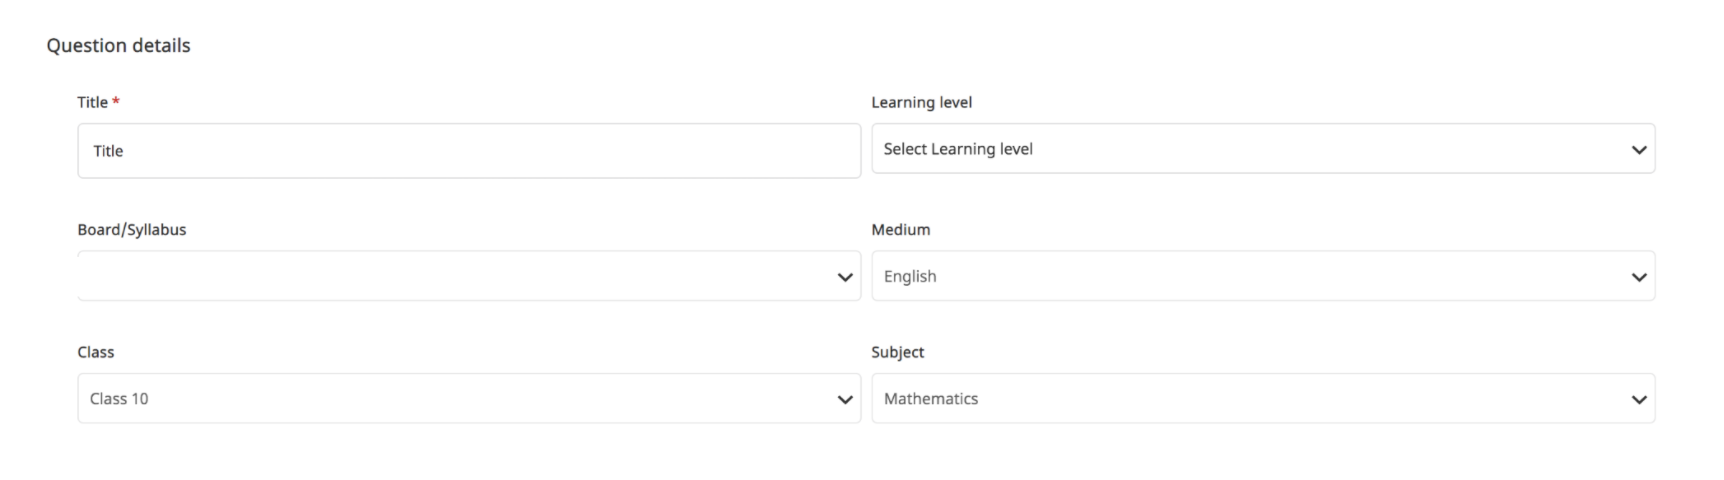 Question details
Title *
Learning level
Title
Select Learning level
Board/Syllabus
Medium
English
Class
Subject
Class 10
Mathematics